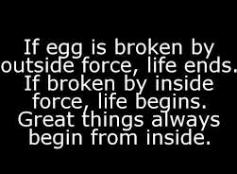 If egg is broken by
outside force, life ends.
If broken by inside
force, life begins.
Great things always
begin from inside.